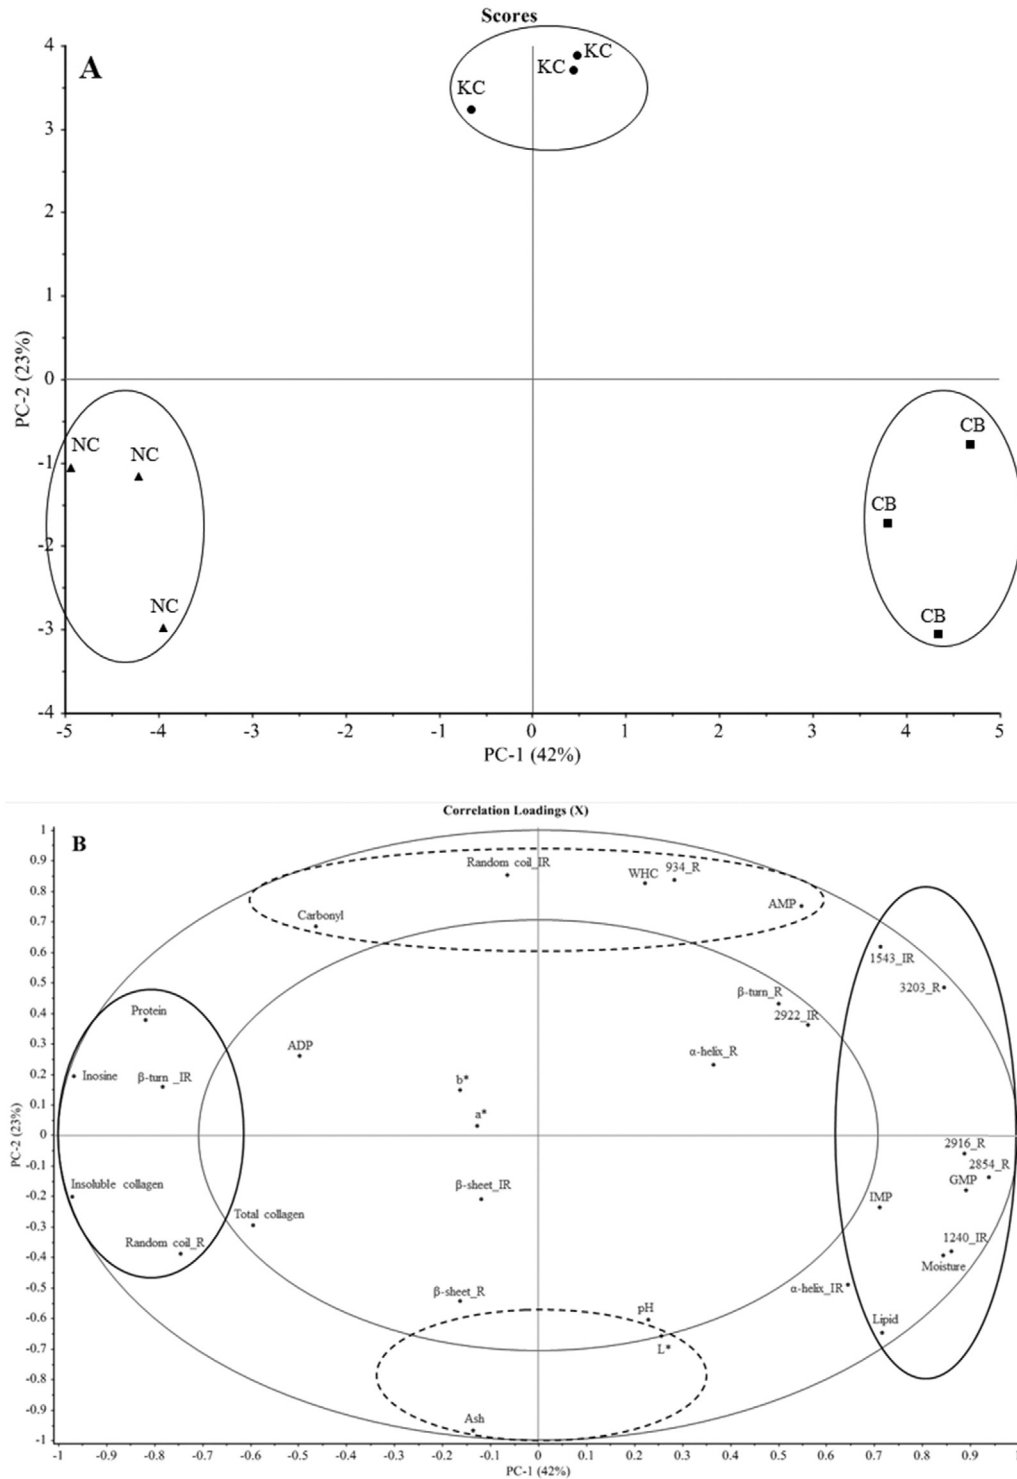 Scores
A
4
KC
KC
KC
3
2
1
PC-2 (23%)
0
CB
NC
NC
-1
CB
-2
NC
CB
-3
-4
-5 -4 -3 -2 -1 0 1 2 3 4 5
PC-1 (42%)
Correlation Loadings (X)
B
1
0.9
Random coil_IR
WHC 934_R
0.8
AMP
Carbonyl
0.7
0.6
1543_IR
0.5
3203_R
β-turn_R
0.4
Protein
2922_IR
0.3
ADP
α-helix_R
0.2
Inosine β-turn _IR
b*
0.1
a*
PC-2 (23%)
0
2916_R
-0.1
2854_R
GMP
Insoluble collagen
β-sheet_IR
-0.2
IMP
Total collagen
-0.3
Random coil_R
1240_IR
-0.4
Moisture
-0.5
β-sheet_R
α-helix_IR
pH
-0.6
Lipid
-0.7
L*
-0.8
-0.9
Ash
-1
-1 -0.9 -0.8 -0.7 -0.6 -0.5 -0.4 -0.3 -0.2 -0.1 0 0.1 0.2 0.3 0.4 0.5 0.6 0.7 0.8 0.9 1
PC-1 (42%)